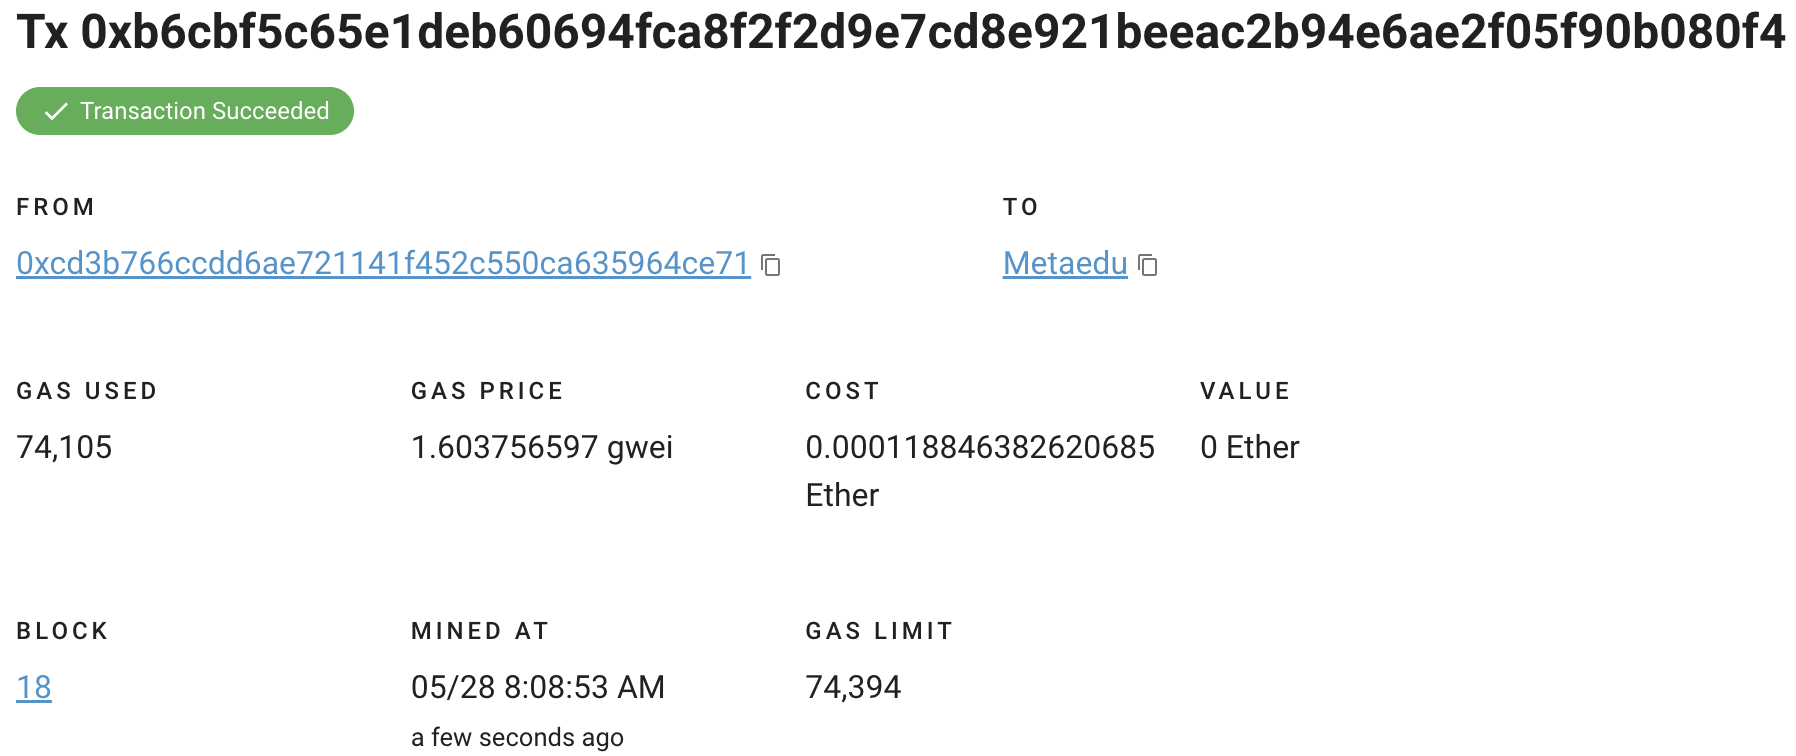 Tx 0xb6cbf5c65e1deb60694fca8f2f2d9e7cd8e921beeac2b94e6ae2f05f90b080f4
Transaction Succeeded
FROM
TO
0xcd3b766ccdd6ae721141f452c550ca635964ce71
Metaedu
GAS USED
GAS PRICE
COST
VALUE
74,105
1.603756597 gwei
0.000118846382620685
Ether
0 Ether
BLOCK
MINED AT
GAS LIMIT
18
05/28 8:08:53 AM
74,394
a few seconds ago